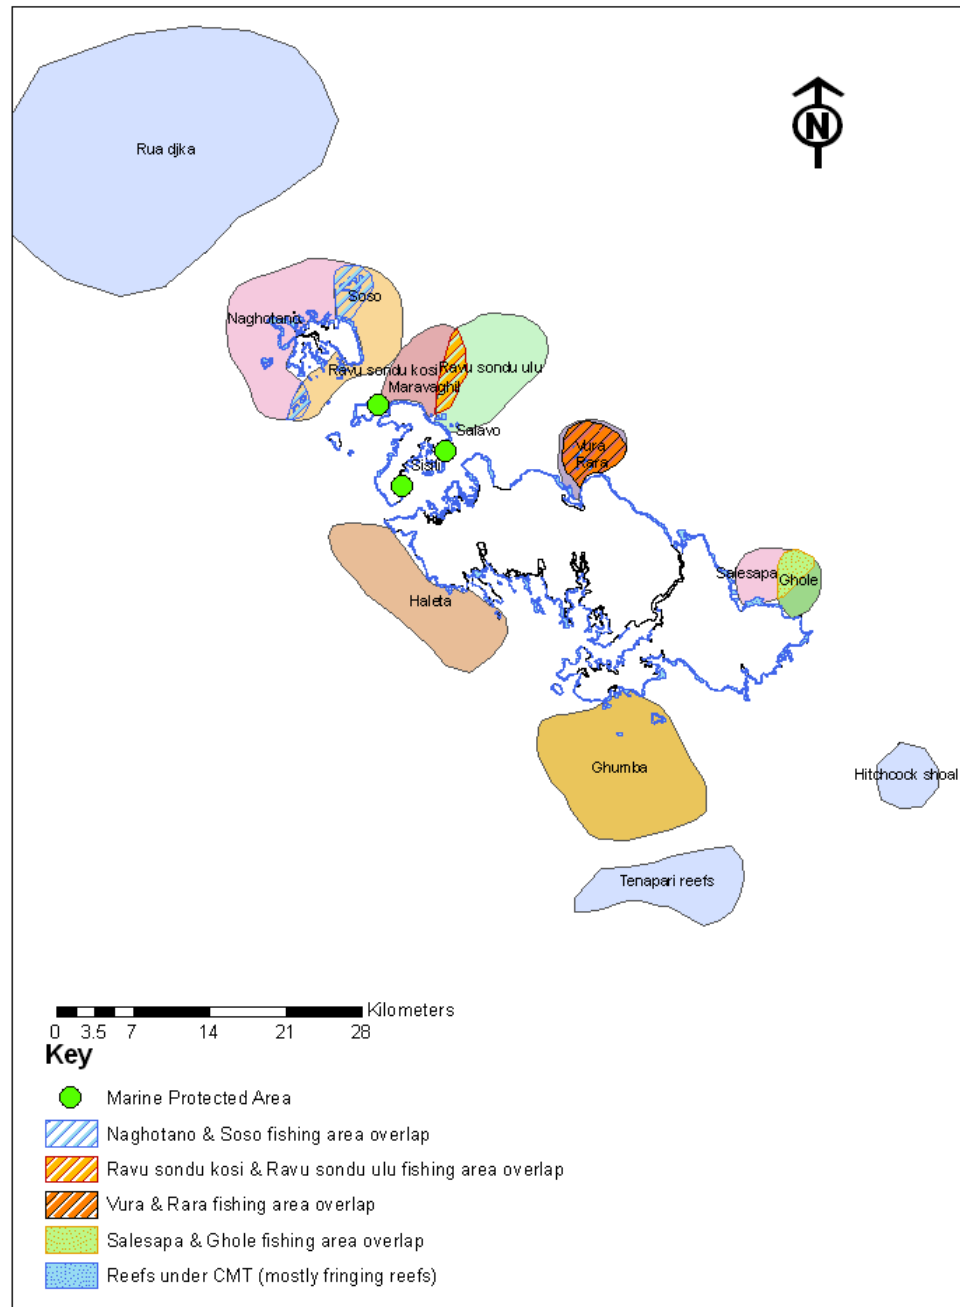 N
Rua djka
Soso
Naghotano
Ravu sondu kosi
Ravu sondu ulu
Maravaghil
Salavo
Sisili
Vura
Rara
Salesapa
Ghole
Haleta
Ghumba
Hitchcock shoal
Tenapari reefs
Kilometers
0 3.5 7 14 21 28
Key
Marine Protected Area
Naghotano & Soso fishing area overlap
Ravu sondu kosi & Ravu sondu ulu fishing area overlap
Vura & Rara fishing area overlap
Salesapa & Ghole fishing area overlap
Reefs under CMT (mostly fringing reefs)